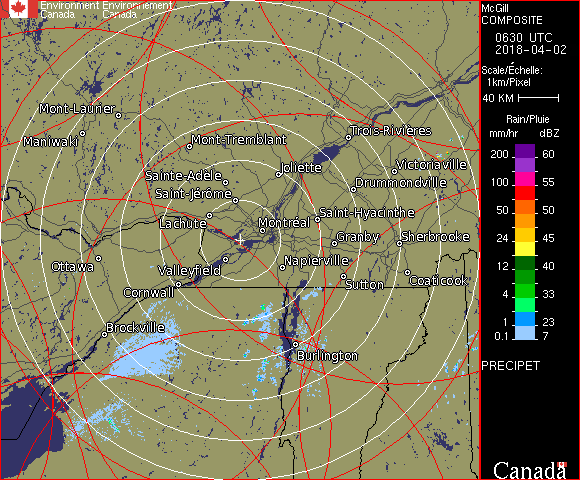 Environment Environnement
Canada Canada
McGill
COMPOSITE
0630 UTC
2018-04-02
Scale/Échelle:
1km/Pixel
40 KM
Rain/Pluie
mm/hr dBZ
200 60
100 55
50 50
24 45
12 40
4 33
1 23
0.1 7
PRECIPET
Canada
Mont-Laurier
Maniwaki
Mont-Tremblant
Trois-Rivières
Sainte-Adèle
Joliette
Victoriaville
Saint-Jérôme
Drummondville
Lachute
Montréal
Saint-Hyacinthe
Granby
Sherbrooke
Ottawa
Valleyfield
Napierville
Cornwall
Sutton
Coaticook
Brockville
Burlington